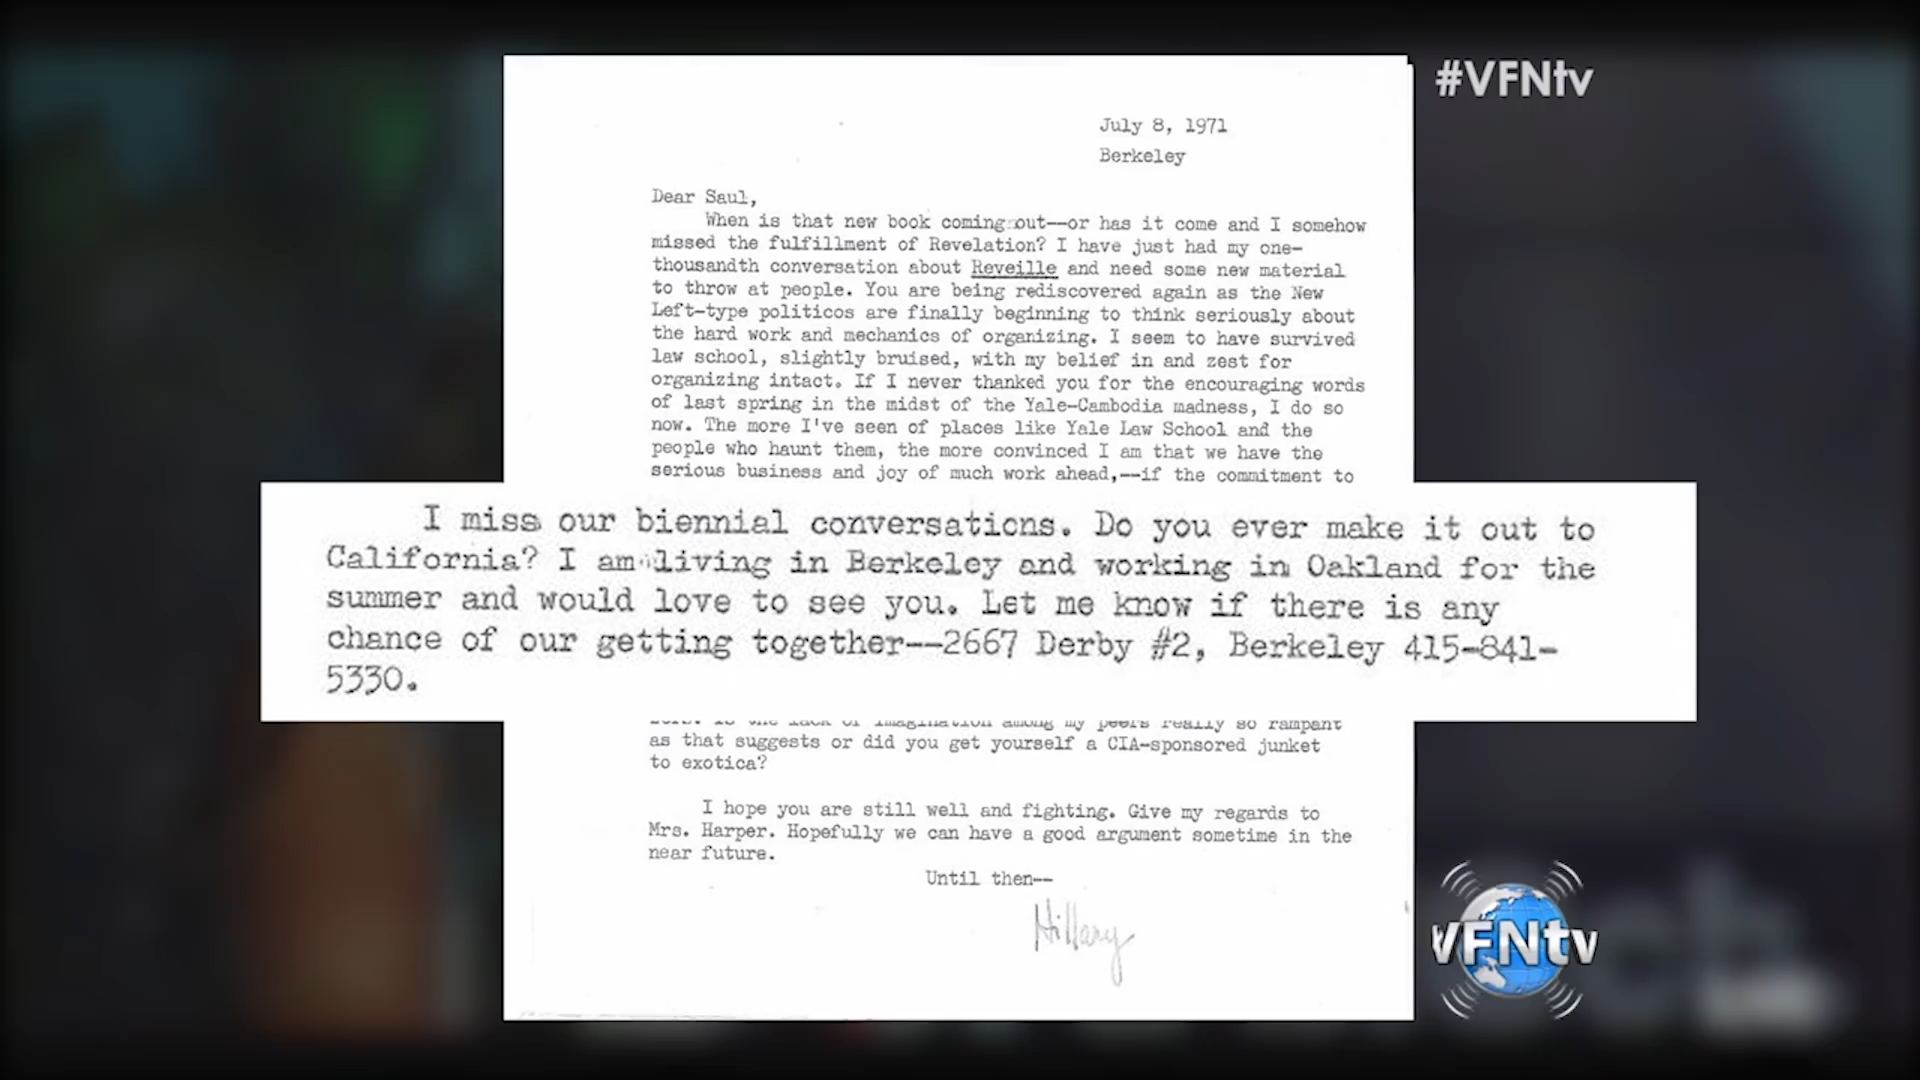 #VFNtv
July 8, 1971
Berkeley
Dear Saul,
When is that new book coming out--or has it come and I somehow
missed the fulfillment of Revelation? I have just had my one-
thousandth conversation about Reveille and need some new material
to throw at people. You are being rediscovered again as the New
Left-type politicos are finally beginning to think seriously about
the hard work and mechanics of organizing. I seem to have survived
law school, slightly bruised, with my belief in and zest for
organizing intact. If I never thanked you for the encouraging words
of last spring in the midst of the Yale-Cambodia madness, I do so
now. The more I've seen of places like Yale Law School and the
people who haunt them, the more convinced I am that we have the
serious business and joy of much work ahead,--if the commitment to
I miss our biennial conversations. Do you ever make it out to
California? I am living in Berkeley and working in Oakland for the
summer and would love to see you. Let me know if there is any
chance of our getting together--2667 Derby #2, Berkeley 415-841-
5330.
is the lack of imagination among my peers really so rampant
as that suggests or did you get yourself a CIA-sponsored junket
to exotica?
I hope you are still well and fighting. Give my regards to
Mrs. Harper. Hopefully we can have a good argument sometime in the
near future.
Until then--
Hillary
VFNtv